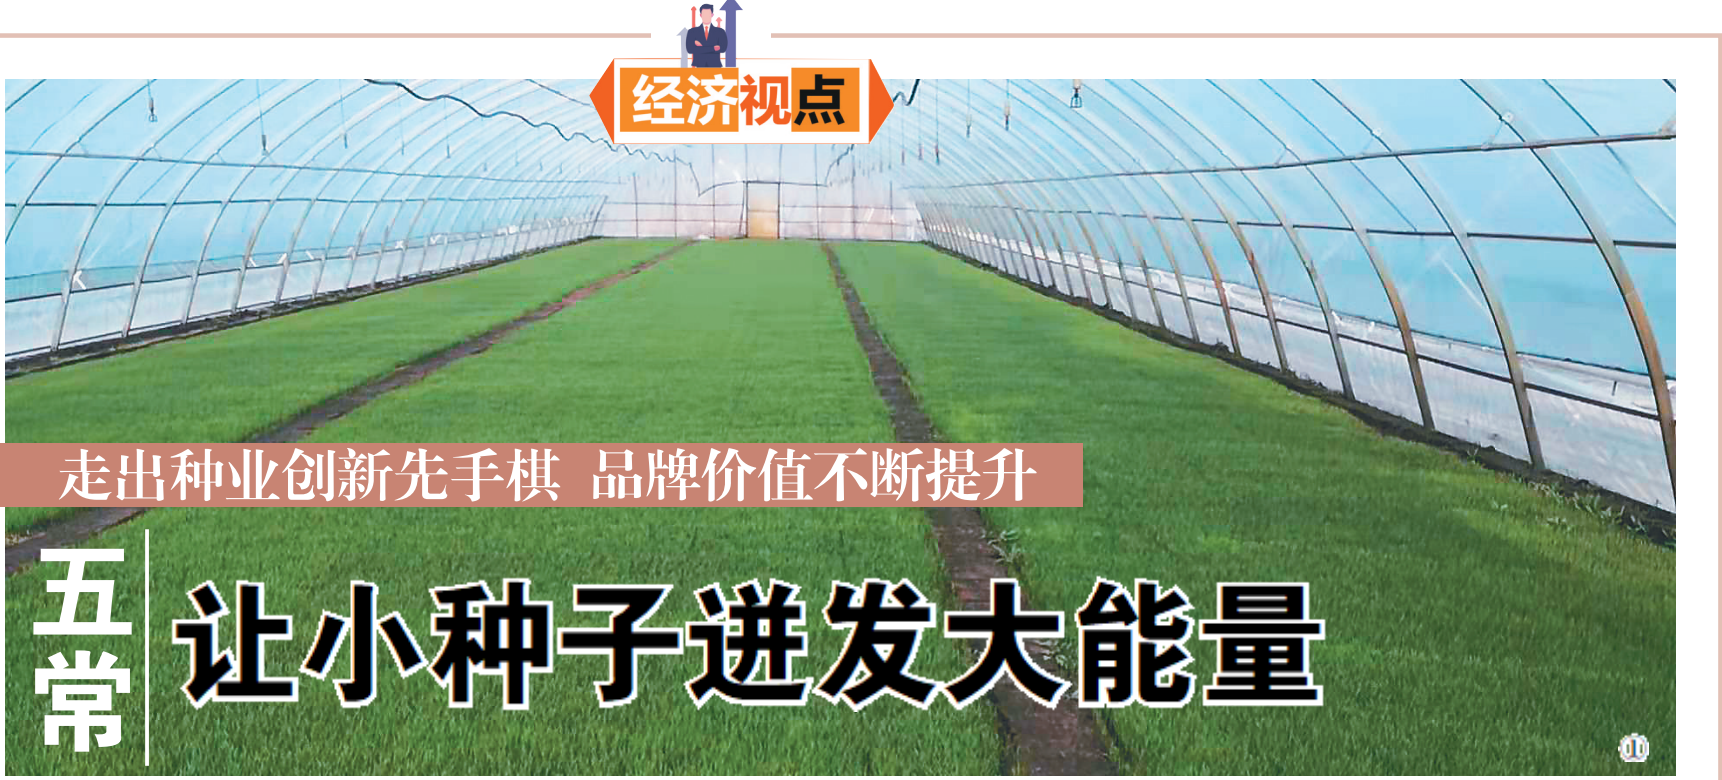 经济视点
走出种业创新先手棋 品牌价值不断提升
五常
让小种子迸发大能量
①